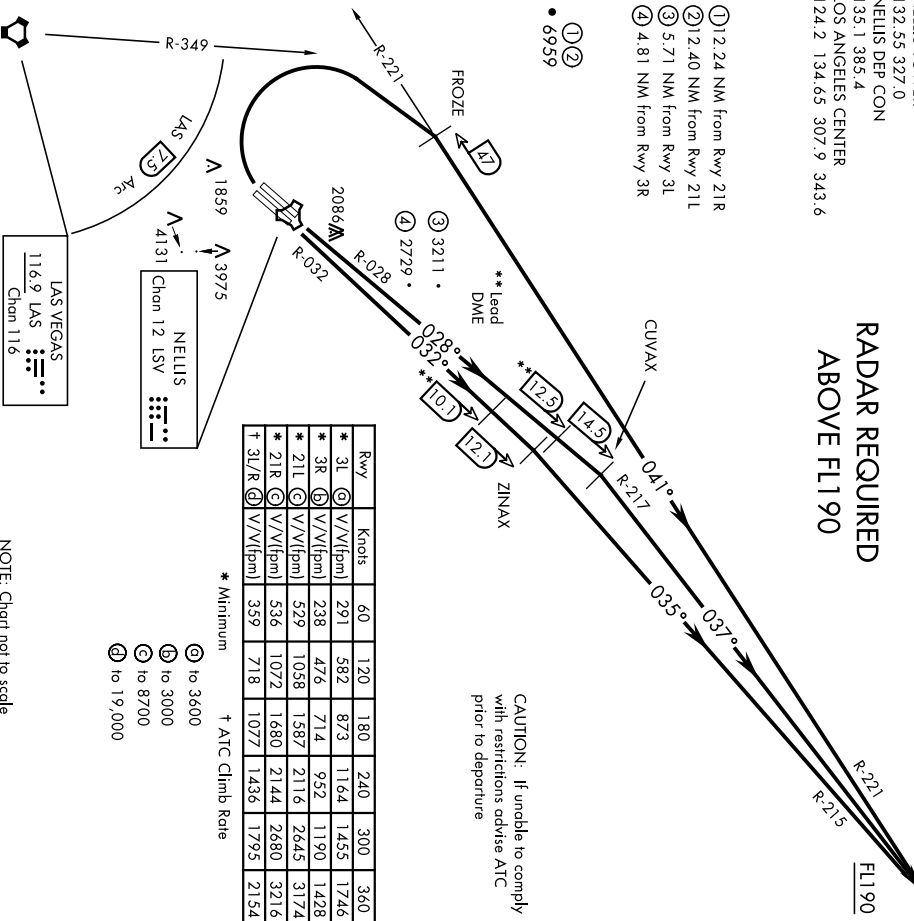 132.55 327.0
NELLIS DEP CON
135.1 385.4
LOS ANGELES CENTER
124.2 134.65 307.9 343.6
RADAR REQUIRED
ABOVE FL190
① 12.24 NM from Rwy 21R
② 12.40 NM from Rwy 21L
③ 5.71 NM from Rwy 3L
④ 4.81 NM from Rwy 3R
① ②
• 6959
R-349
R-221
FROZE
47
LAS
7.5
Arc
1859
3975
4131
2086
③ 3211
④ 2729
R-028
R-032
** Lead
DME
028°
032°
**
12.5
14.5
**
10.1
12.1
CUVAX
ZINAX
R-217
041°
037°
035°
R-221
R-215
FL190
LAS VEGAS
116.9 LAS
Chan 116
NELLIS
Chan 12 LSV
CAUTION: If unable to comply
with restrictions advise ATC
prior to departure
Rwy Knots 60 120 180 240 300 360
* 3L ⓐ V/V(fpm) 291 582 873 1164 1455 1746
* 3R ⓑ V/V(fpm) 238 476 714 952 1190 1428
* 21L ⓒ V/V(fpm) 529 1058 1587 2116 2645 3174
* 21R ⓒ V/V(fpm) 536 1072 1680 2144 2680 3216
† 3L/R ⓓ V/V(fpm) 359 718 1077 1436 1795 2154
* Minimum † ATC Climb Rate
ⓐ to 3600
ⓑ to 3000
ⓒ to 8700
ⓓ to 19,000
NOTE: Chart not to scale